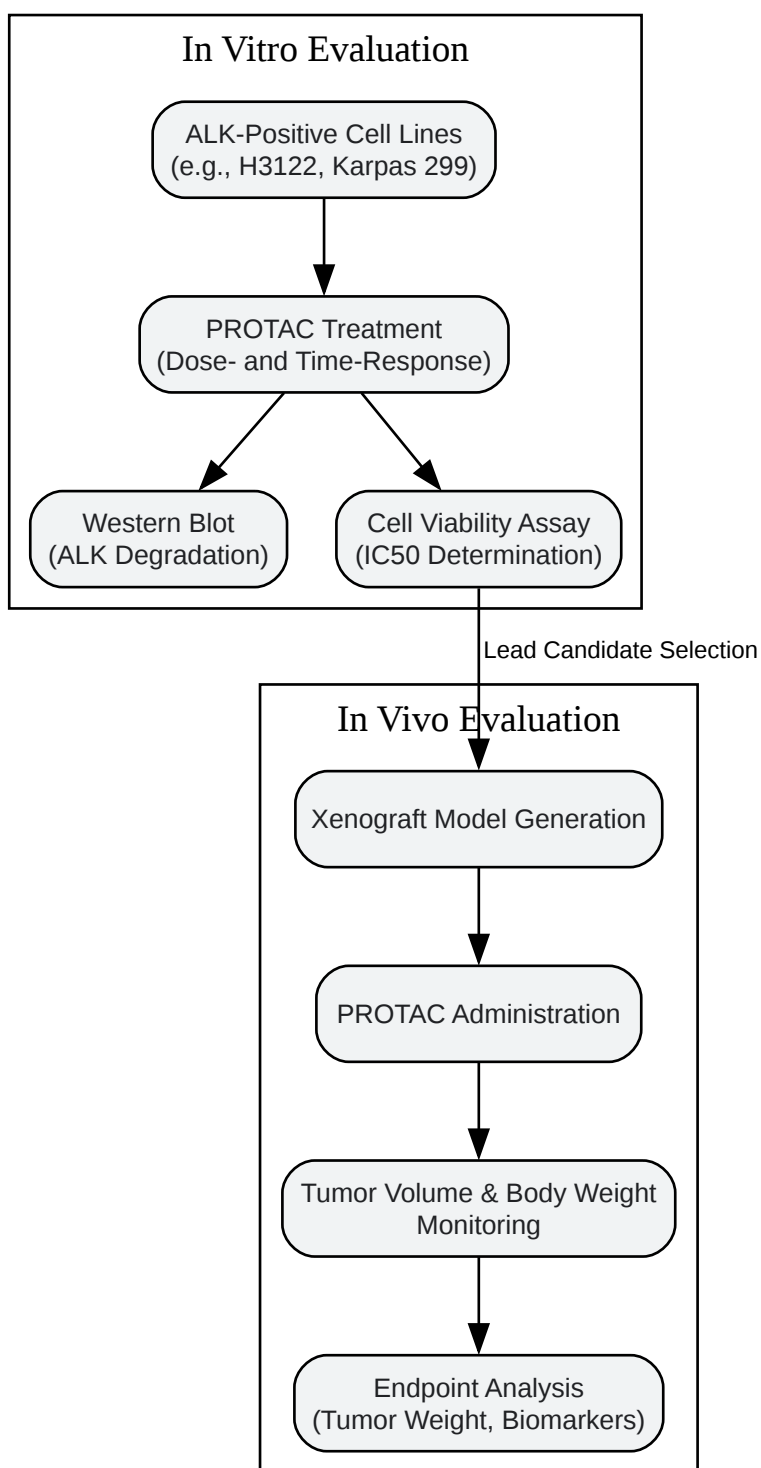 In Vitro Evaluation
ALK-Positive Cell Lines
(e.g., H3122, Karpas 299)
PROTAC Treatment
(Dose- and Time-Response)
Western Blot
(ALK Degradation)
Cell Viability Assay
(IC50 Determination)
Lead Candidate Selection
In Vivo Evaluation
Xenograft Model Generation
PROTAC Administration
Tumor Volume & Body Weight
Monitoring
Endpoint Analysis
(Tumor Weight, Biomarkers)